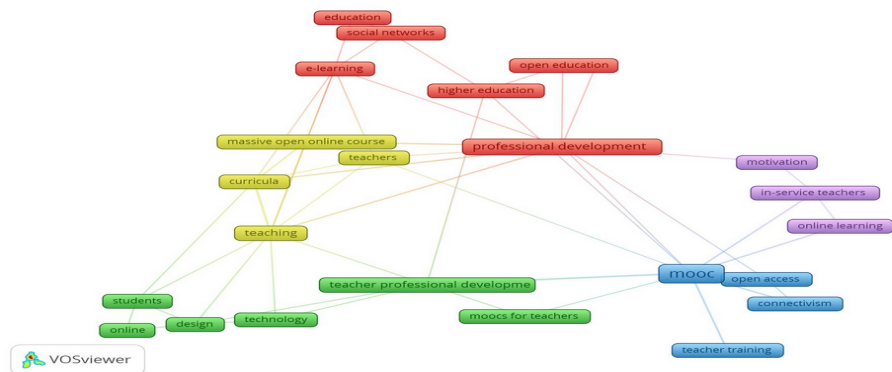 education
social networks
e-learning
open education
higher education
massive open online course
professional development
teachers
motivation
curricula
in-service teachers
online learning
teaching
mooc
open access
teacher professional developme
students
connectivism
moocs for teachers
technology
design
online
teacher training
VOSviewer